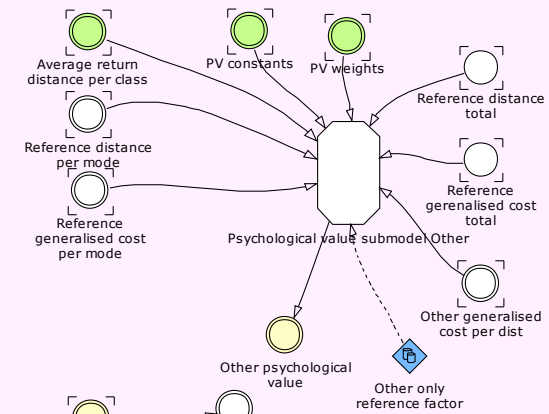 Average return
distance per class
PV constants
PV weights
Reference distance
total
Reference distance
per mode
Reference
generalised cost
per mode
Reference
gerenalised cost
total
Psychological value submodel Other
Other generalised
cost per dist
Other psychological
value
Other only
reference factor